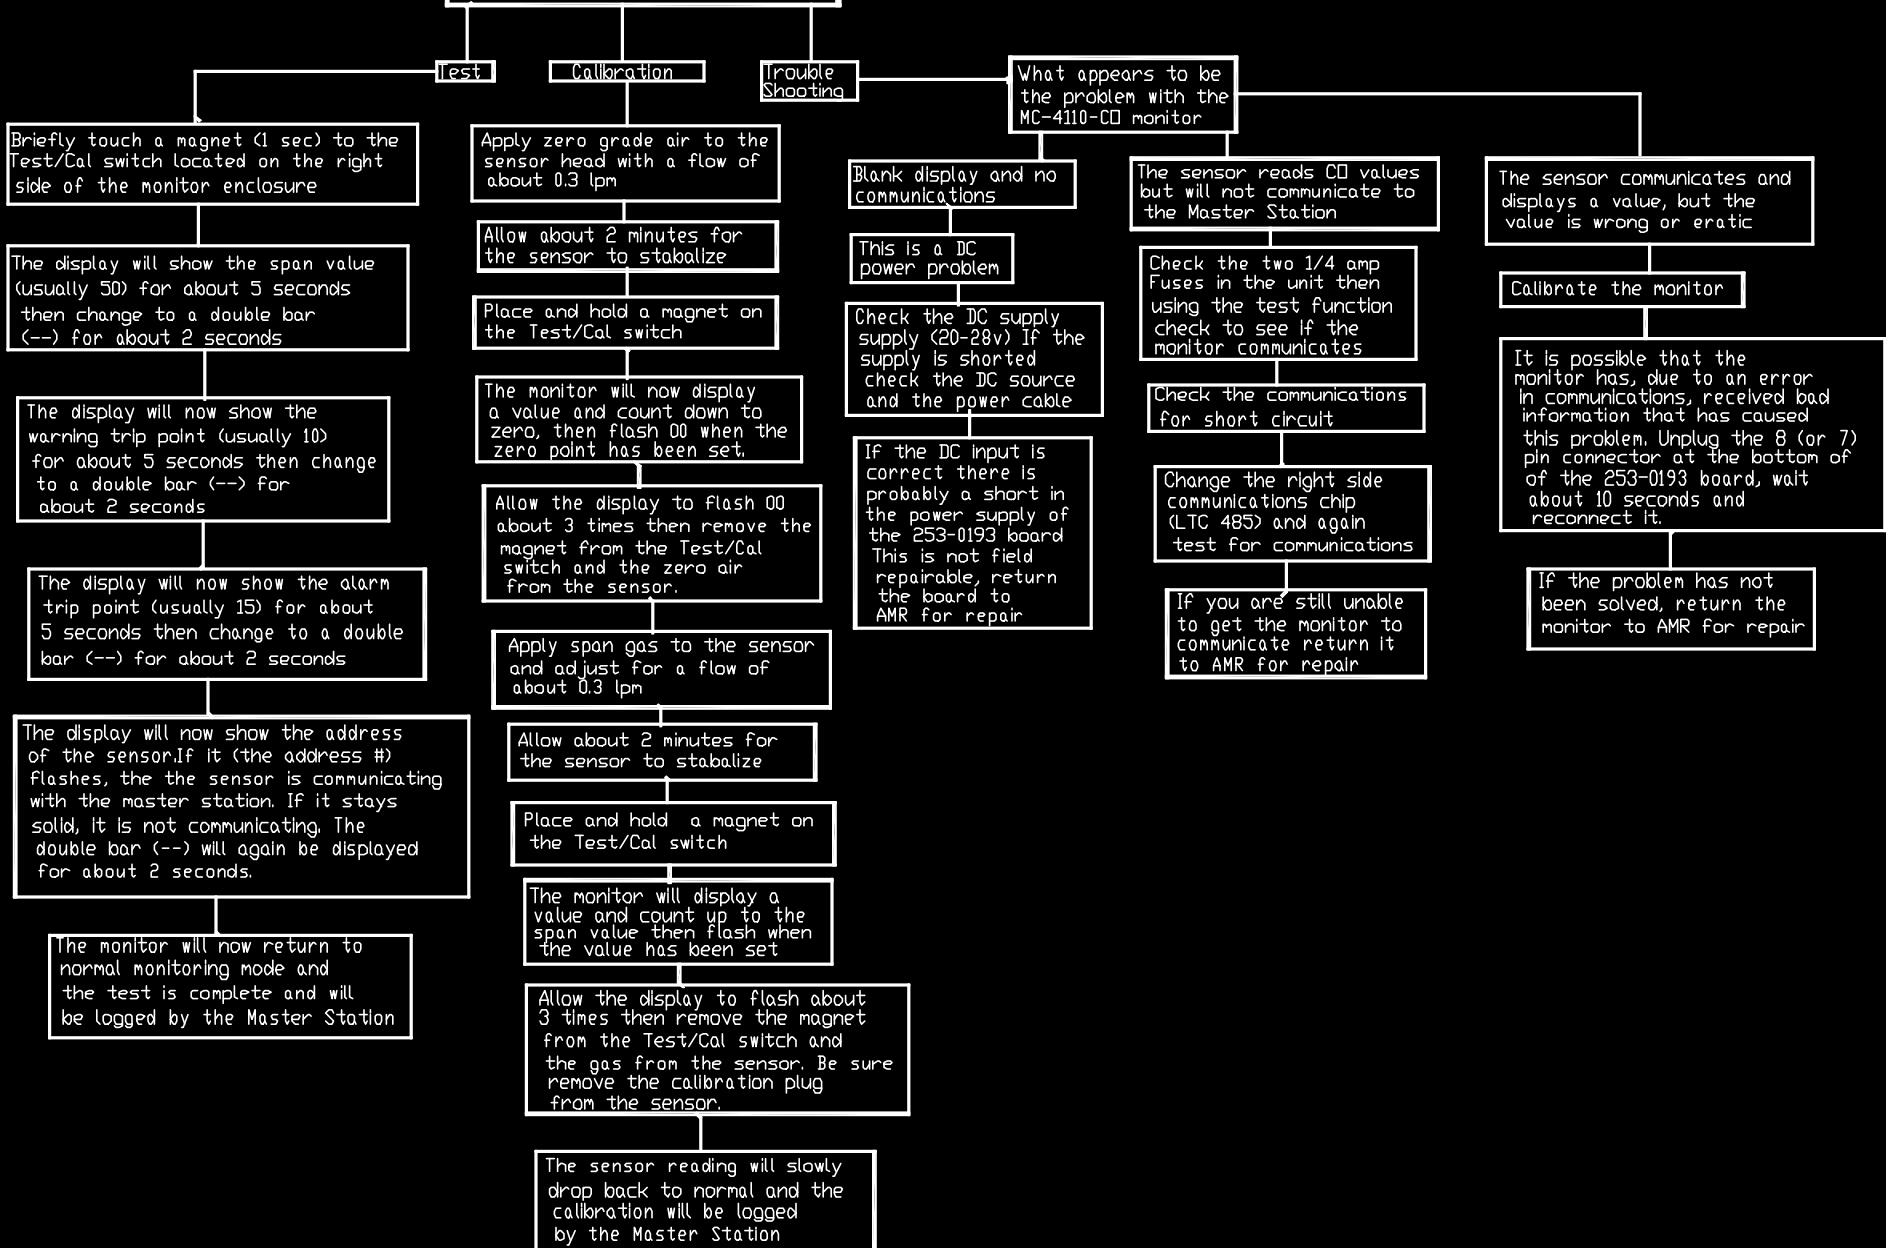 Test
Briefly touch a magnet (1 sec) to the
Test/Cal switch located on the right
side of the monitor enclosure
The display will show the span value
(usually 50) for about 5 seconds
then change to a double bar
(--) for about 2 seconds
The display will now show the
warning trip point (usually 10)
for about 5 seconds then change
to a double bar (--) for
about 2 seconds
The display will now show the alarm
trip point (usually 15) for about
5 seconds then change to a double
bar (--) for about 2 seconds
The display will now show the address
of the sensor.If it (the address #)
flashes, the the sensor is communicating
with the master station. If it stays
solid, it is not communicating. The
double bar (--) will again be displayed
for about 2 seconds.
The monitor will now return to
normal monitoring mode and
the test is complete and will
be logged by the Master Station
Calibration
Apply zero grade air to the
sensor head with a flow of
about 0.3 lpm
Allow about 2 minutes for
the sensor to stabalize
Place and hold a magnet on
the Test/Cal switch
The monitor will now display
a value and count down to
zero, then flash 00 when the
zero point has been set.
Allow the display to flash 00
about 3 times then remove the
magnet from the Test/Cal
switch and the zero air
from the sensor.
Apply span gas to the sensor
and adjust for a flow of
about 0.3 lpm
Allow about 2 minutes for
the sensor to stabalize
Place and hold a magnet on
the Test/Cal switch
The monitor will display a
value and count up to the
span value then flash when
the value has been set
Allow the display to flash about
3 times then remove the magnet
from the Test/Cal switch and
the gas from the sensor. Be sure
remove the calibration plug
from the sensor.
The sensor reading will slowly
drop back to normal and the
calibration will be logged
by the Master Station
Trouble
Shooting
What appears to be
the problem with the
MC-4110-CO monitor
Blank display and no
communications
This is a DC
power problem
Check the DC supply
supply (20-28v) If the
supply is shorted
check the DC source
and the power cable
If the DC input is
correct there is
probably a short in
the power supply of
the 253-0193 board
This is not field
repairable, return
the board to
AMR for repair
The sensor reads CO values
but will not communicate to
the Master Station
Check the two 1/4 amp
Fuses in the unit then
using the test function
check to see if the
monitor communicates
Check the communications
for short circuit
Change the right side
communications chip
(LTC 485) and again
test for communications
If you are still unable
to get the monitor to
communicate return it
to AMR for repair
The sensor communicates and
displays a value, but the
value is wrong or eratic
Calibrate the monitor
It is possible that the
monitor has, due to an error
in communications, received bad
information that has caused
this problem. Unplug the 8 (or 7)
pin connector at the bottom of
of the 253-0193 board, wait
about 10 seconds and
reconnect it.
If the problem has not
been solved, return the
monitor to AMR for repair